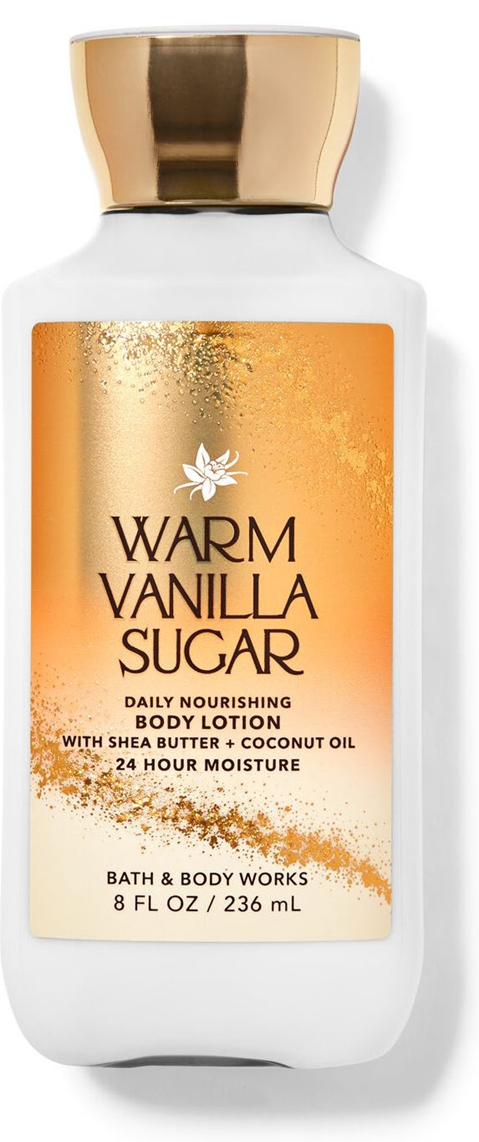 WARM
VANILLA
SUGAR
DAILY NOURISHING
BODY LOTION
WITH SHEA BUTTER + COCONUT OIL
24 HOUR MOISTURE
BATH & BODY WORKS
8 FL OZ / 236 mL